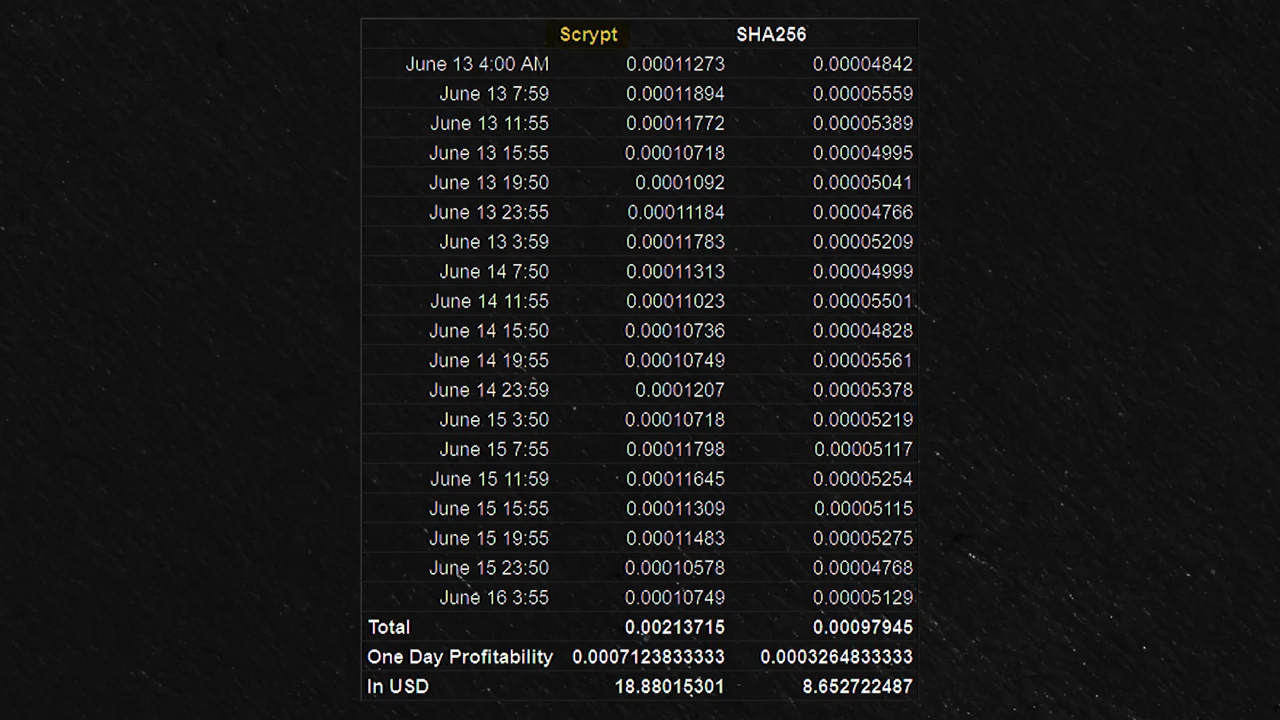 Scrypt SHA256
June 13 4:00 AM 0.00011273 0.00004842
June 13 7:59 0.00011894 0.00005559
June 13 11:55 0.00011772 0.00005389
June 13 15:55 0.00010718 0.00004995
June 13 19:50 0.0001092 0.00005041
June 13 23:55 0.00011184 0.00004766
June 13 3:59 0.00011783 0.00005209
June 14 7:50 0.00011313 0.00004999
June 14 11:55 0.00011023 0.00005501
June 14 15:50 0.00010736 0.00004828
June 14 19:55 0.00010749 0.00005561
June 14 23:59 0.0001207 0.00005378
June 15 3:50 0.00010718 0.00005219
June 15 7:55 0.00011798 0.00005117
June 15 11:59 0.00011645 0.00005254
June 15 15:55 0.00011309 0.00005115
June 15 19:55 0.00011483 0.00005275
June 15 23:50 0.00010578 0.00004768
June 16 3:55 0.00010749 0.00005129
Total 0.00213715 0.00097945
One Day Profitability 0.0007123833333 0.0003264833333
In USD 18.88015301 8.652722487